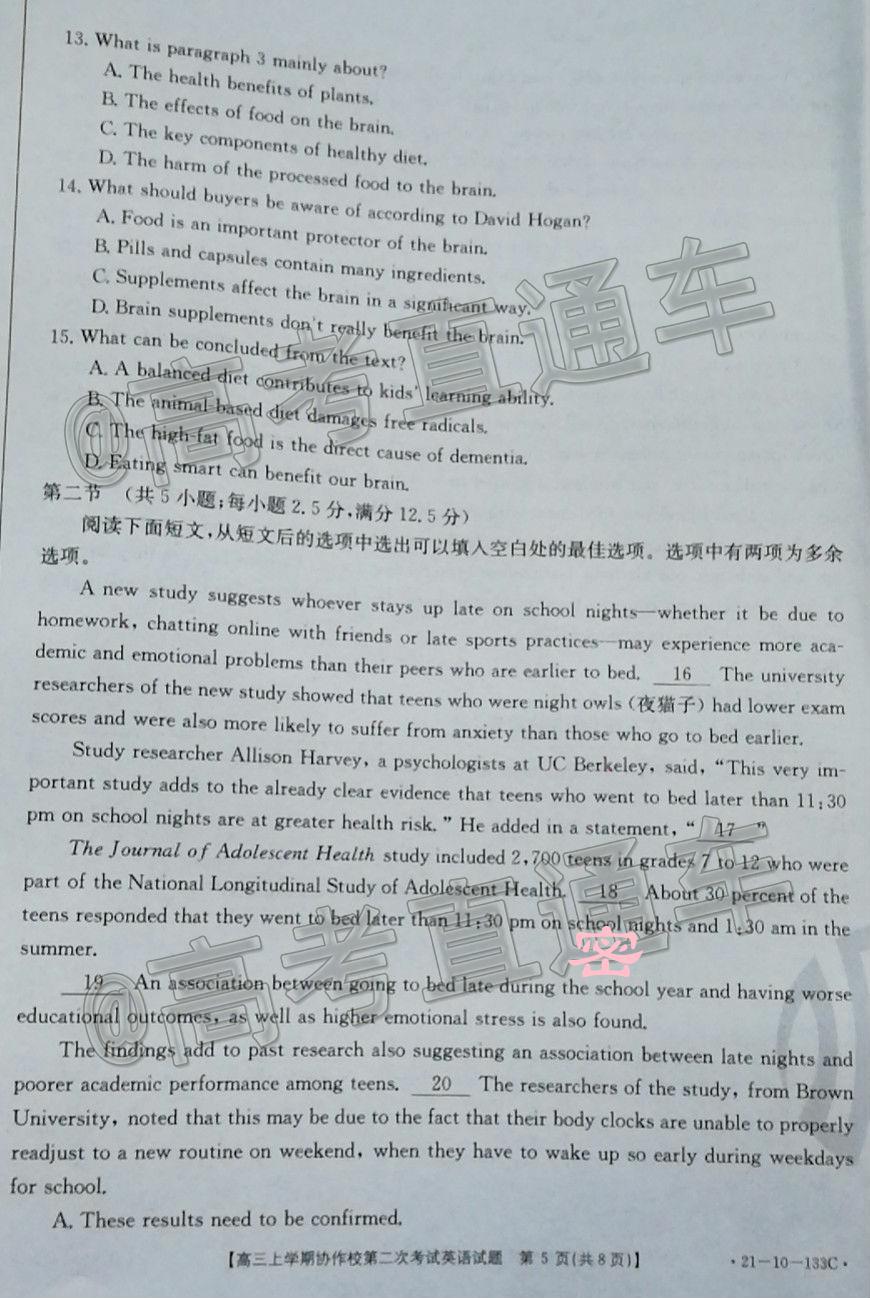 13. What is paragraph 3 mainly about?
A. The health benefits of plants.
B. The effects of food on the brain.
C. The key components of healthy diet.
D. The harm of the processed food to the brain.
14. What should buyers be aware of according to David Hogan?
A. Food is an important protector of the brain.
B. Pills and capsules contain many ingredients.
C. Supplements affect the brain in a significant way.
D. Brain supplements don't really benefit the brain.
15. What can be concluded from the text?
A. A balanced diet contributes to kids' learning ability.
B. The animal-based diet damages free radicals.
C. The high-fat food is the direct cause of dementia.
D. Eating smart can benefit our brain.
第二节 (共5小题;每小题2.5分,满分12.5分)
阅读下面短文,从短文后的选项中选出可以填入空白处的最佳选项。选项中有两项为多余
选项。
A new study suggests whoever stays up late on school nights—whether it be due to
homework, chatting online with friends or late sports practices—may experience more aca-
demic and emotional problems than their peers who are earlier to bed. 16 The university
researchers of the new study showed that teens who were night owls (夜猫子) had lower exam
scores and were also more likely to suffer from anxiety than those who go to bed earlier.
Study researcher Allison Harvey, a psychologists at UC Berkeley, said, "This very im-
portant study adds to the already clear evidence that teens who went to bed later than 11:30
pm on school nights are at greater health risk." He added in a statement, " 17 "
The Journal of Adolescent Health study included 2,700 teens in grades 7 to 12 who were
part of the National Longitudinal Study of Adolescent Health. 18 About 30 percent of the
teens responded that they went to bed later than 11:30 pm on school nights and 1:30 am in the
summer.
19 An association between going to bed late during the school year and having worse
educational outcomes, as well as higher emotional stress is also found.
The findings add to past research also suggesting an association between late nights and
poorer academic performance among teens. 20 The researchers of the study, from Brown
University, noted that this may be due to the fact that their body clocks are unable to properly
readjust to a new routine on weekend, when they have to wake up so early during weekdays
for school.
A. These results need to be confirmed.
【高三上学期协作校第二次考试英语试题 第5页(共8页)】 ·21-10-133C·
@高考直通车
@高考直通车
密